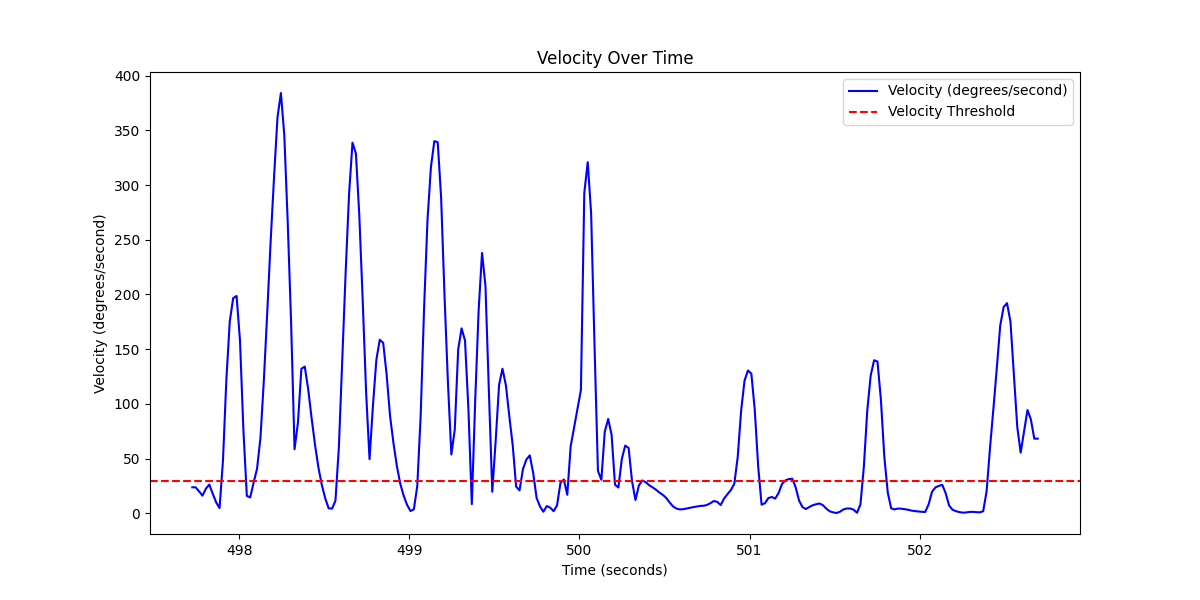 Velocity Over Time
Velocity (degrees/second)
Velocity Threshold
Velocity (degrees/second)
400
350
300
250
200
150
100
50
0
498
499
500
501
502
Time (seconds)